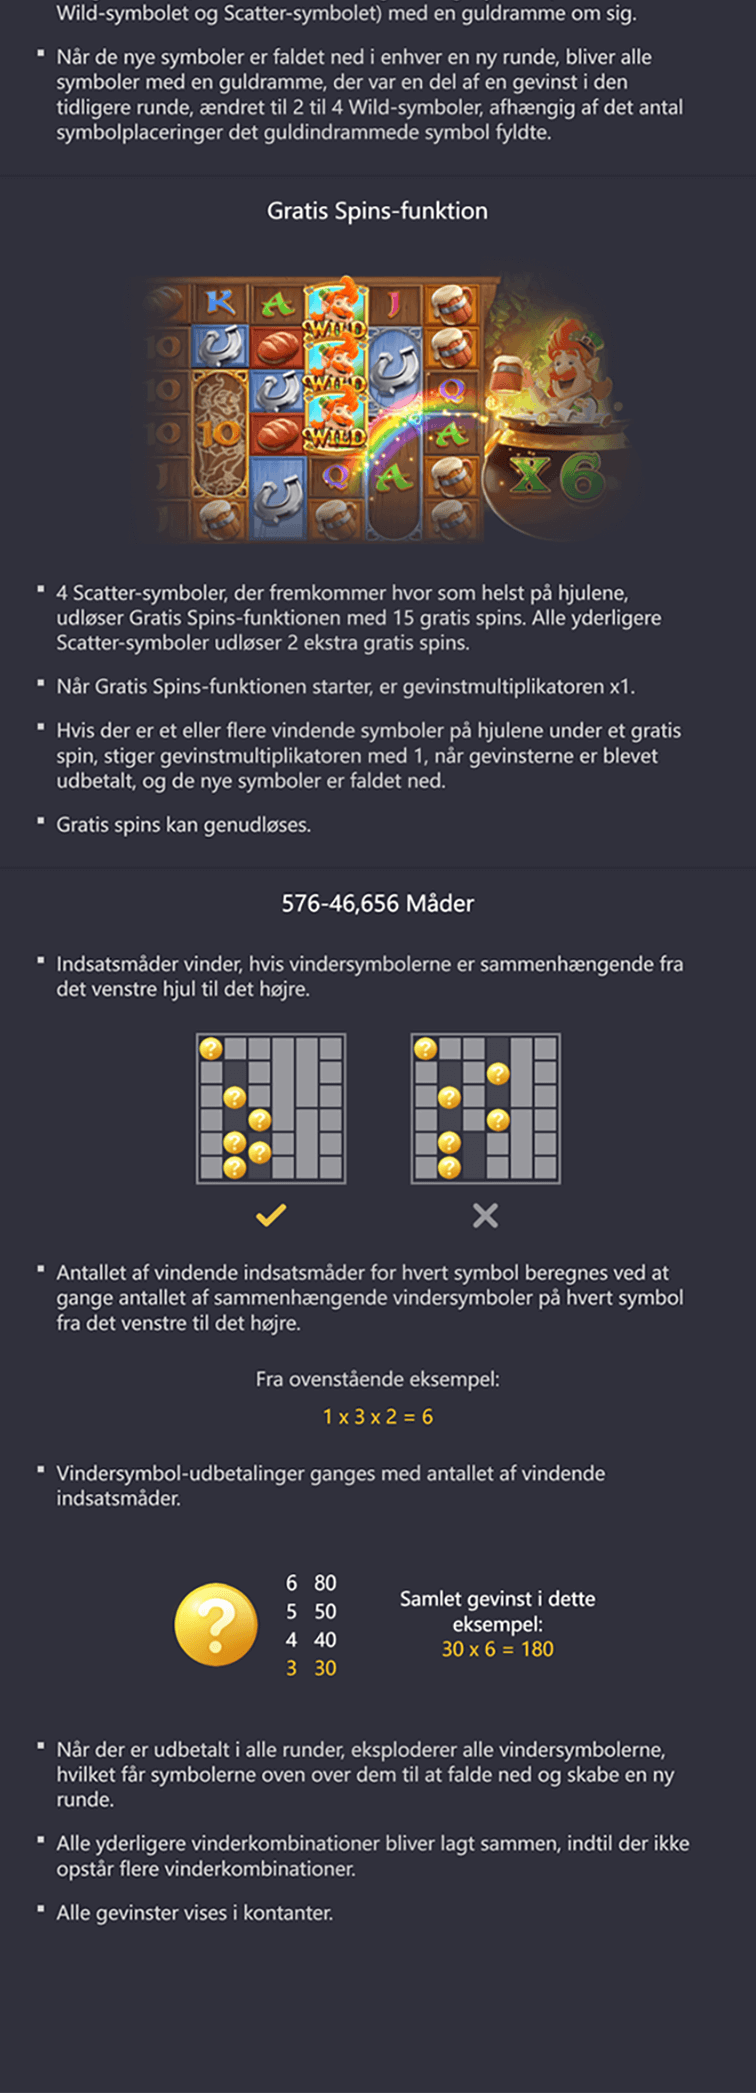 Wild-symbolet og Scatter-symbolet) med en guldramme om sig.
▪ Når de nye symboler er faldet ned i enhver en ny runde, bliver alle
symboler med en guldramme, der var en del af en gevinst i den
tidligere runde, ændret til 2 til 4 Wild-symboler, afhængig af det antal
symbolplaceringer det guldindrammede symbol fyldte.
Gratis Spins-funktion
K A J
WILD
10
WILD
10 Q
WILD
10 10 A
X6
J Q A
J
▪ 4 Scatter-symboler, der fremkommer hvor som helst på hjulene,
udløser Gratis Spins-funktionen med 15 gratis spins. Alle yderligere
Scatter-symboler udløser 2 ekstra gratis spins.
▪ Når Gratis Spins-funktionen starter, er gevinstmultiplikatoren x1.
▪ Hvis der er et eller flere vindende symboler på hjulene under et gratis
spin, stiger gevinstmultiplikatoren med 1, når gevinsterne er blevet
udbetalt, og de nye symboler er faldet ned.
▪ Gratis spins kan genudløses.
576-46,656 Måder
▪ Indsatsmåder vinder, hvis vindersymbolerne er sammenhængende fra
det venstre hjul til det højre.
? ?
?
? ?
? ?
? ? ?
? ?
▪ Antallet af vindende indsatsmåder for hvert symbol beregnes ved at
gange antallet af sammenhængende vindersymboler på hvert symbol
fra det venstre til det højre.
Fra ovenstående eksempel:
1 x 3 x 2 = 6
▪ Vindersymbol-udbetalinger ganges med antallet af vindende
indsatsmåder.
?
6 80
5 50
4 40
3 30
Samlet gevinst i dette
eksempel:
30 x 6 = 180
▪ Når der er udbetalt i alle runder, eksploderer alle vindersymbolerne,
hvilket får symbolerne oven over dem til at falde ned og skabe en ny
runde.
▪ Alle yderligere vinderkombinationer bliver lagt sammen, indtil der ikke
opstår flere vinderkombinationer.
▪ Alle gevinster vises i kontanter.